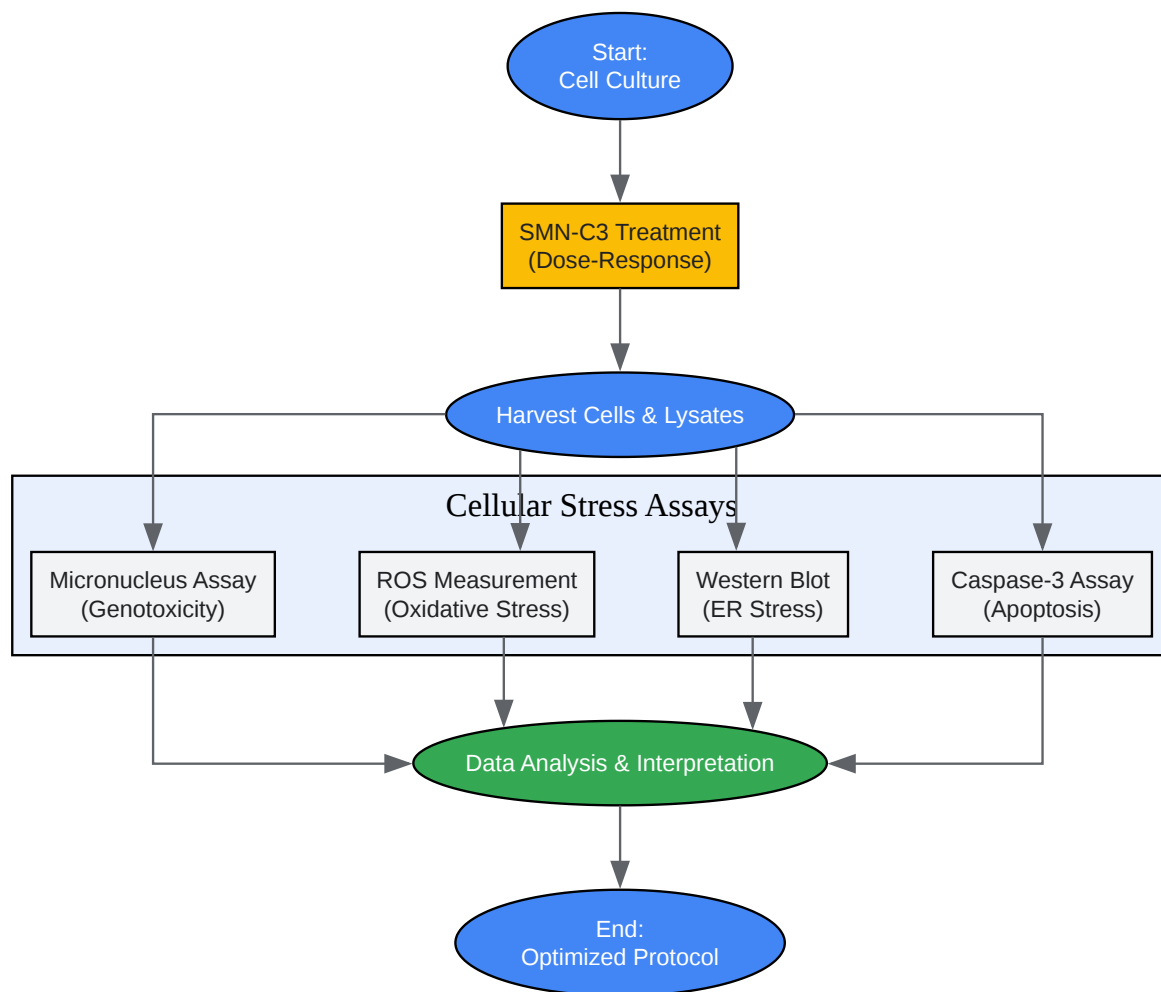 Start:
Cell Culture
SMN-C3 Treatment
(Dose-Response)
Harvest Cells & Lysates
Cellular Stress Assays
Micronucleus Assay
(Genotoxicity)
ROS Measurement
(Oxidative Stress)
Western Blot
(ER Stress)
Caspase-3 Assay
(Apoptosis)
Data Analysis & Interpretation
End:
Optimized Protocol